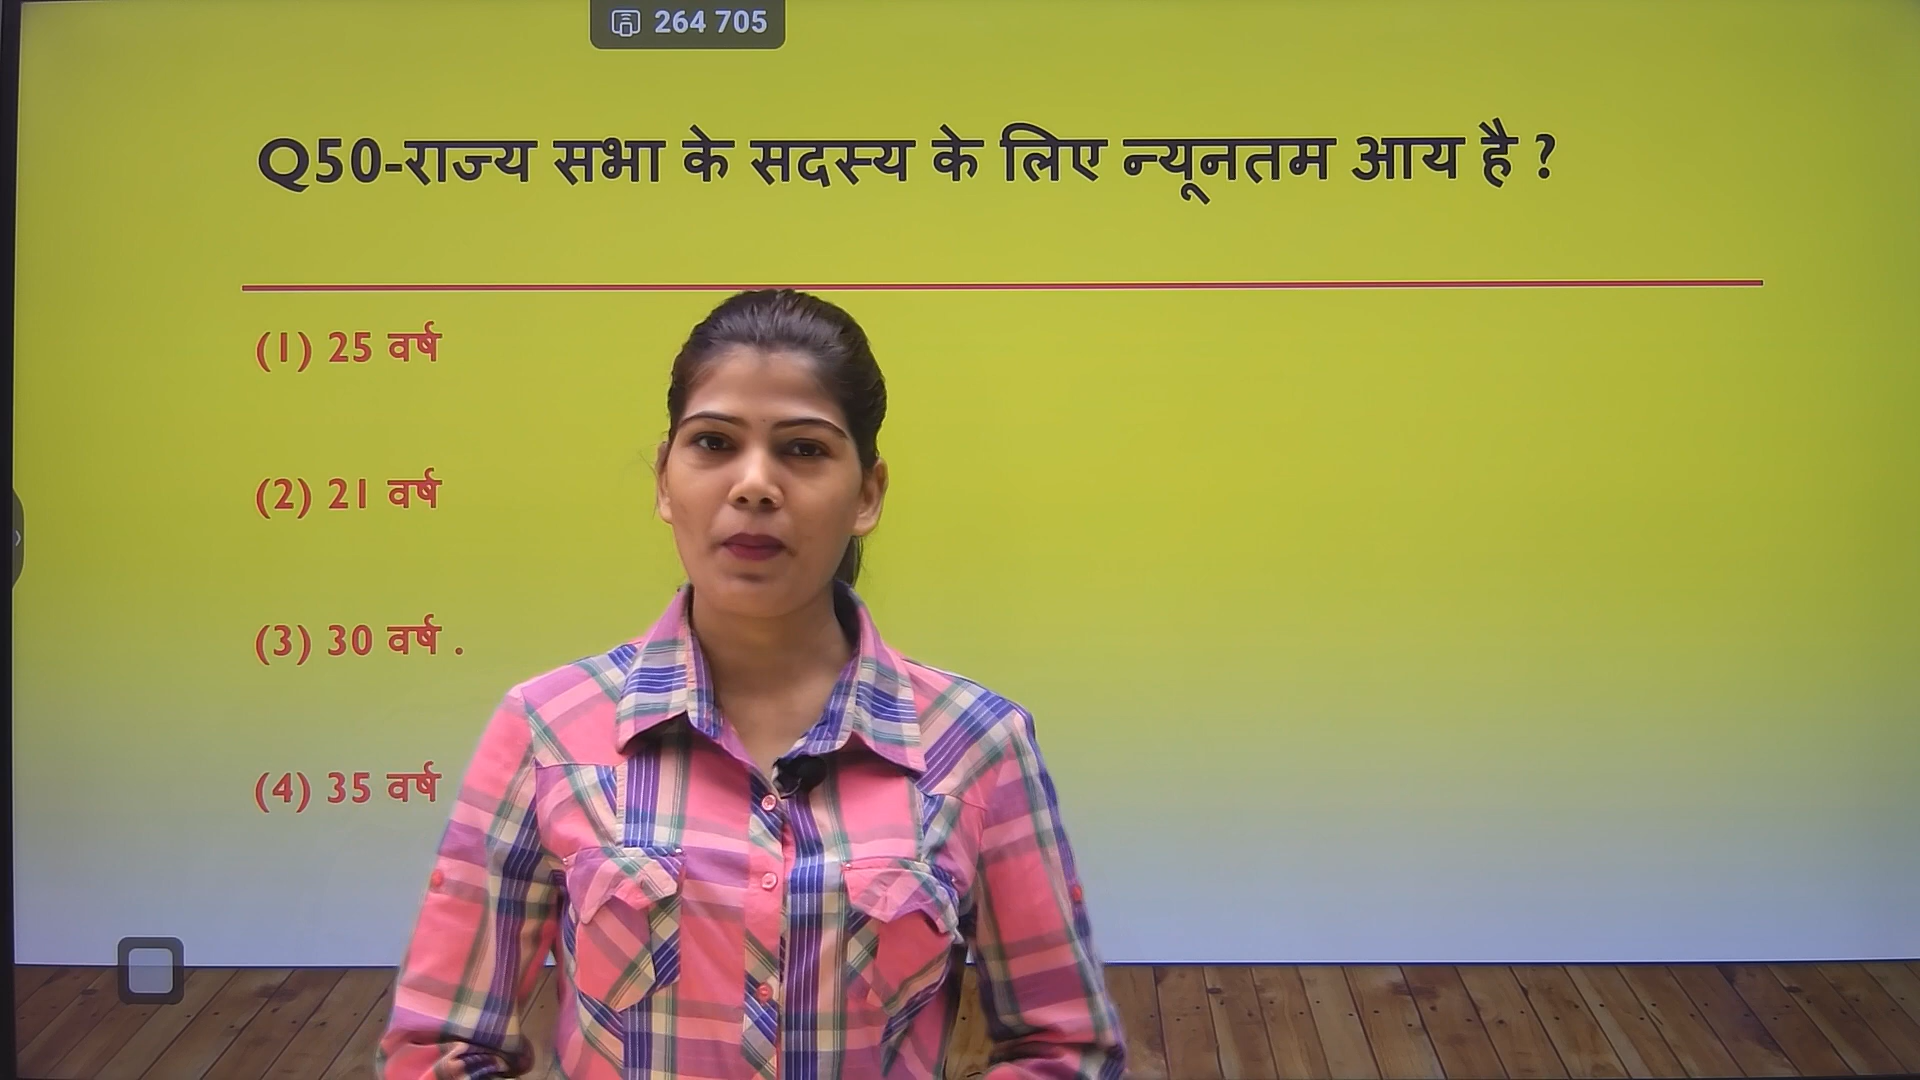 264 705
Q50-राज्य सभा के सदस्य के लिए न्यूनतम आय है ?
(1) 25 वर्ष
(2) 21 वर्ष
(3) 30 वर्ष .
(4) 35 वर्ष